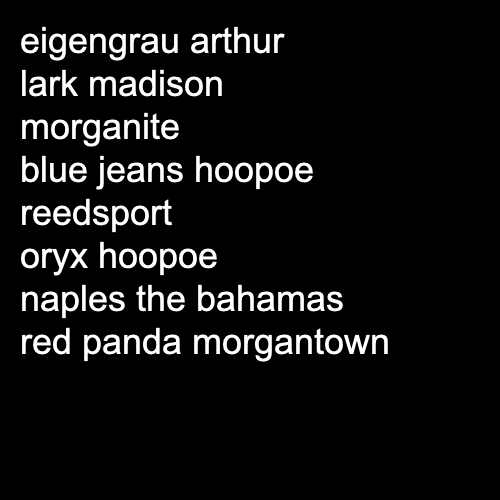 eigengrau arthur
lark madison
morganite
blue jeans hoopoe
reedsport
oryx hoopoe
naples the bahamas
red panda morgantown